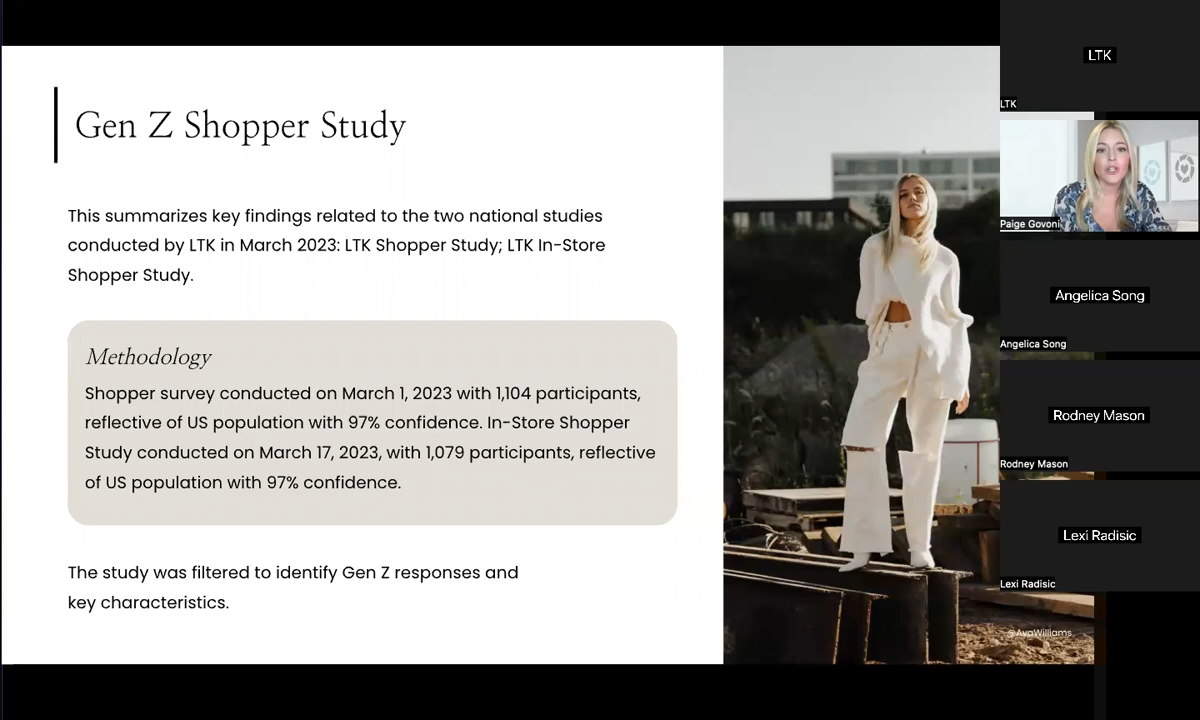 Gen Z Shopper Study
This summarizes key findings related to the two national studies
conducted by LTK in March 2023: LTK Shopper Study; LTK In-Store
Shopper Study.
Methodology
Shopper survey conducted on March 1, 2023 with 1,104 participants,
reflective of US population with 97% confidence. In-Store Shopper
Study conducted on March 17, 2023, with 1,079 participants, reflective
of US population with 97% confidence.
The study was filtered to identify Gen Z responses and
key characteristics.
@AvaWilliams
LTK
LTK
Paige Govoni
Angelica Song
Angelica Song
Rodney Mason
Rodney Mason
Lexi Radisic
Lexi Radisic